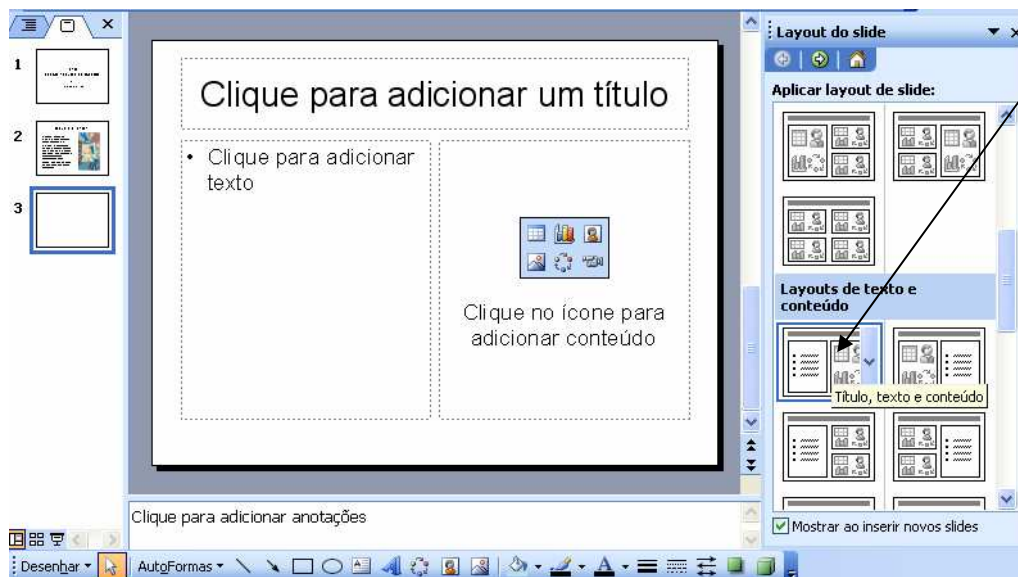 1
2
3
Clique para adicionar um título
• Clique para adicionar
texto
Clique no ícone para
adicionar conteúdo
Clique para adicionar anotações
Layout do slide
Aplicar layout de slide:
Layouts de texto e
conteúdo
Título, texto e conteúdo
Mostrar ao inserir novos slides
Desenhar
AutoFormas